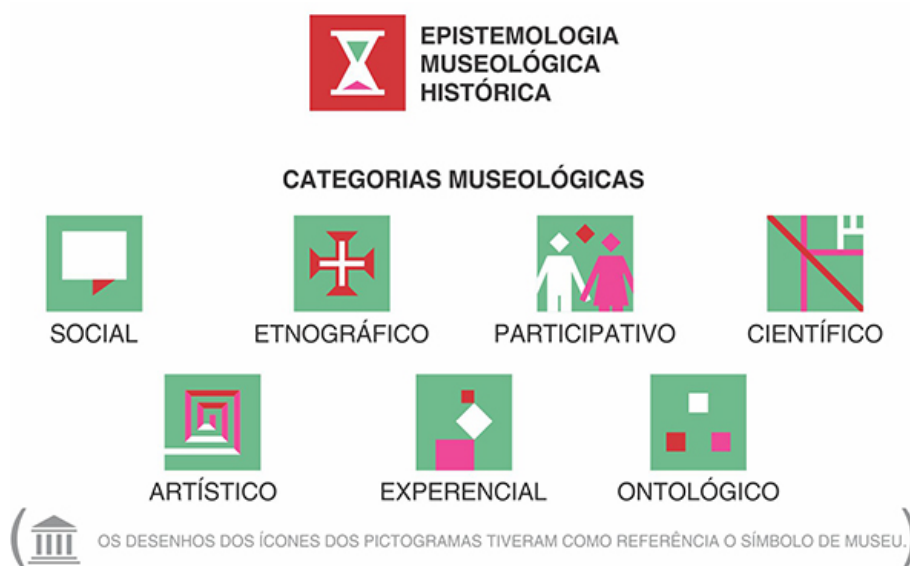 EPISTEMOLOGIA
MUSEOLÓGICA
HISTÓRICA
CATEGORIAS MUSEOLÓGICAS
SOCIAL
ETNOGRÁFICO
PARTICIPATIVO
CIENTÍFICO
ARTÍSTICO
EXPERENCIAL
ONTOLÓGICO
(OS DESENHOS DOS ÍCONES DOS PICTOGRAMAS TIVERAM COMO REFERÊNCIA O SÍMBOLO DE MUSEU.)